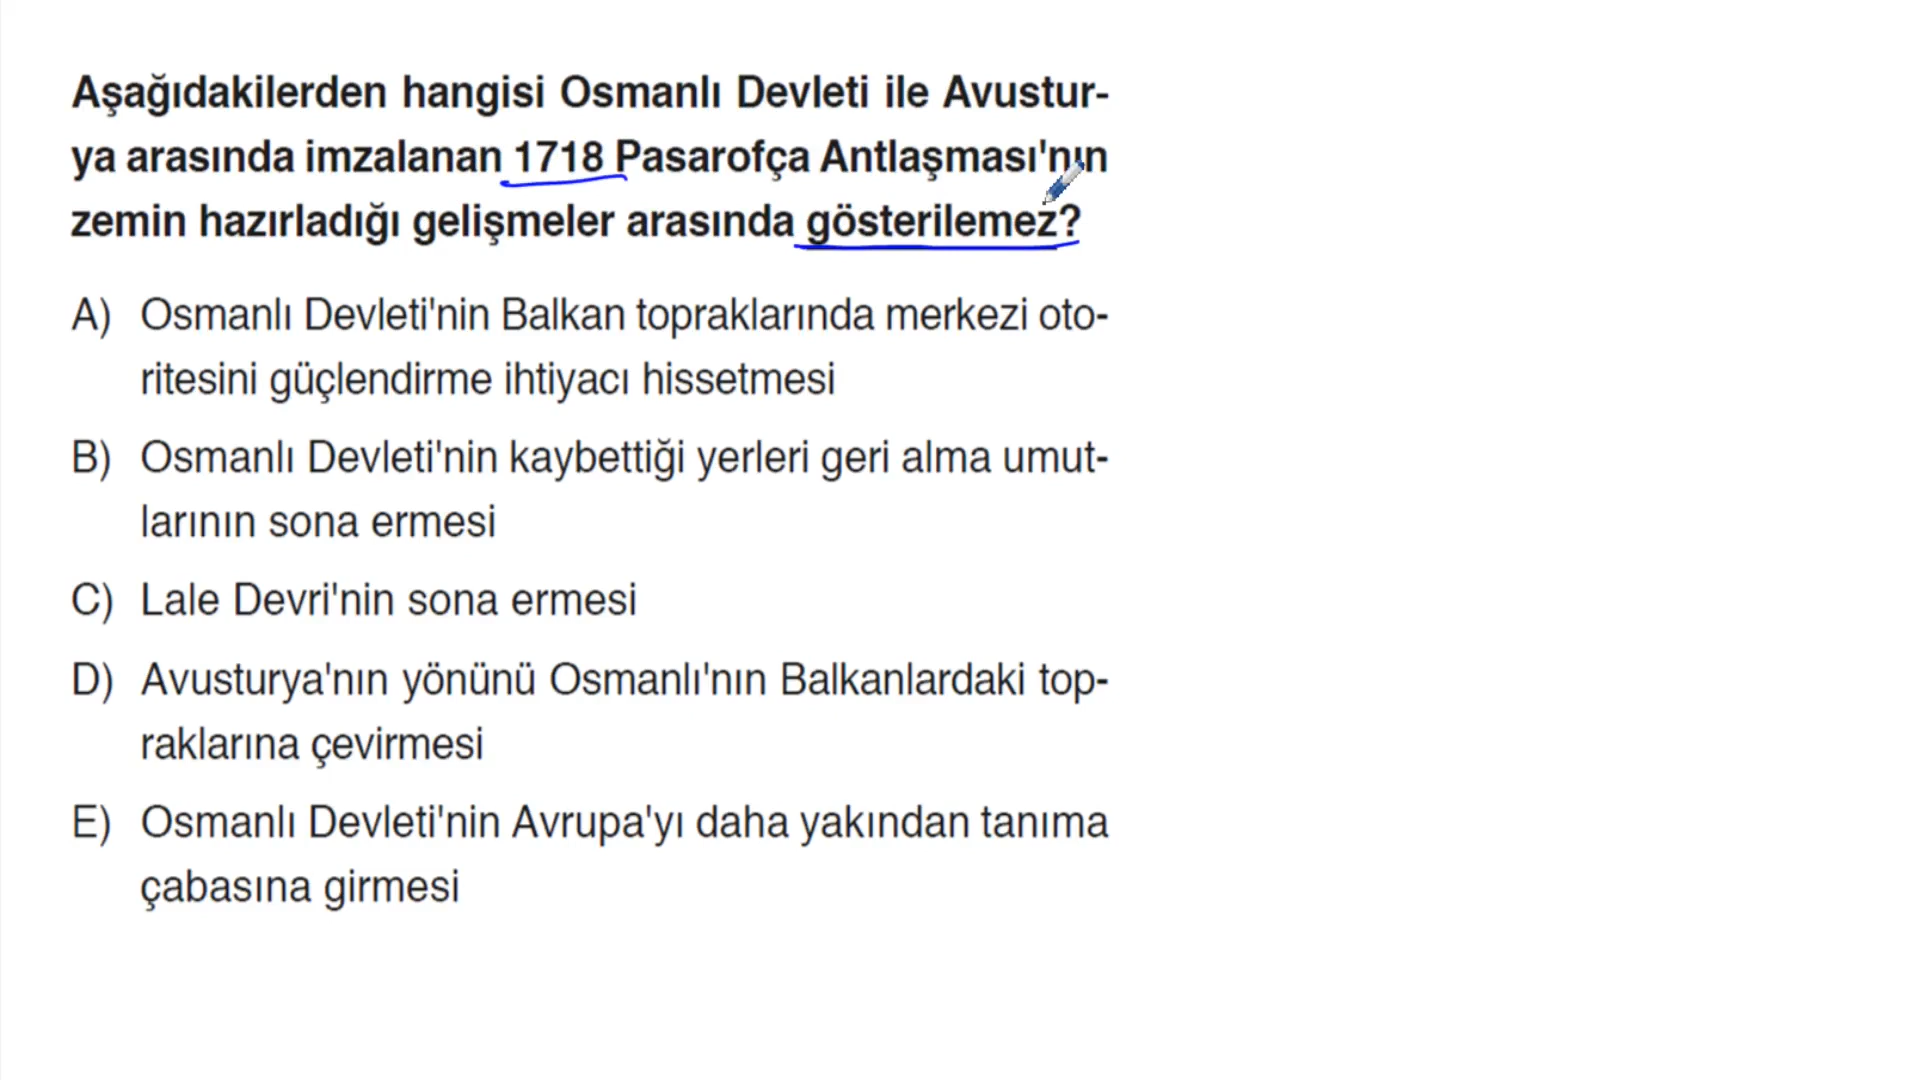 Aşağıdakilerden hangisi Osmanlı Devleti ile Avustur-
ya arasında imzalanan 1718 Pasarofça Antlaşması'nın
zemin hazırladığı gelişmeler arasında gösterilemez?
A) Osmanlı Devleti'nin Balkan topraklarında merkezi oto-
ritesini güçlendirme ihtiyacı hissetmesi
B) Osmanlı Devleti'nin kaybettiği yerleri geri alma umut-
larının sona ermesi
C) Lale Devri'nin sona ermesi
D) Avusturya'nın yönünü Osmanlı'nın Balkanlardaki top-
raklarına çevirmesi
E) Osmanlı Devleti'nin Avrupa'yı daha yakından tanıma
çabasına girmesi